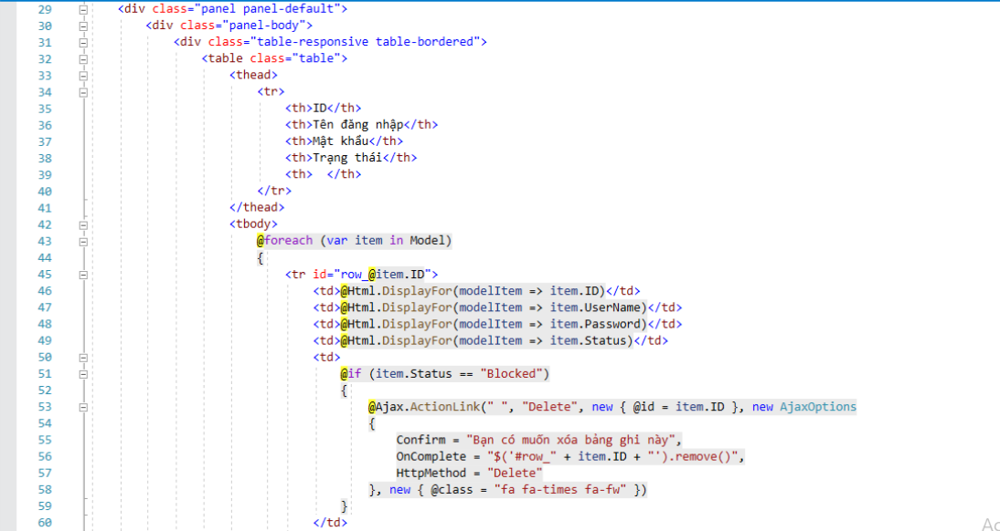 29 <div class="panel panel-default">
30 <div class="panel-body">
31 <div class="table-responsive table-bordered">
32 <table class="table">
33 <thead>
34 <tr>
35 <th>ID</th>
36 <th>Tên đăng nhập</th>
37 <th>Mật khẩu</th>
38 <th>Trạng thái</th>
39 <th>  </th>
40 </tr>
41 </thead>
42 <tbody>
43 @foreach (var item in Model)
44 {
45 <tr id="row_@item.ID">
46 <td>@Html.DisplayFor(modelItem => item.ID)</td>
47 <td>@Html.DisplayFor(modelItem => item.UserName)</td>
48 <td>@Html.DisplayFor(modelItem => item.Password)</td>
49 <td>@Html.DisplayFor(modelItem => item.Status)</td>
50 <td>
51 @if (item.Status == "Blocked")
52 {
53 @Ajax.ActionLink(" ", "Delete", new { @id = item.ID }, new AjaxOptions
54 {
55 Confirm = "Bạn có muốn xóa bảng ghi này",
56 OnComplete = "$('#row_" + item.ID + "').remove()",
57 HttpMethod = "Delete"
58 }, new { @class = "fa fa-times fa-fw" })
59 }
60 </td>